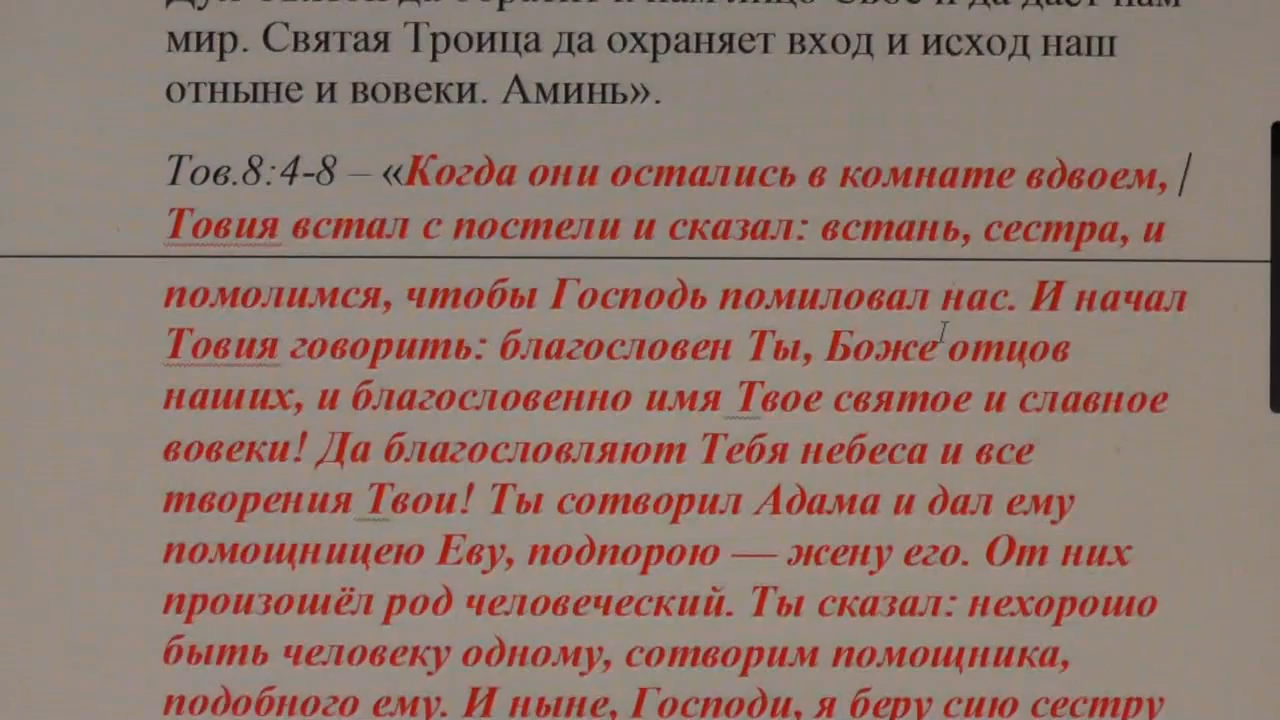 мир. Святая Троица да охраняет вход и исход наш
отныне и вовеки. Аминь».
Тов.8:4-8 – «Когда они остались в комнате вдвоем, /
Товия встал с постели и сказал: встань, сестра, и
помолимся, чтобы Господь помиловал нас. И начал
Товия говорить: благословен Ты, Боже отцов
наших, и благословенно имя Твое святое и славное
вовеки! Да благословляют Тебя небеса и все
творения Твои! Ты сотворил Адама и дал ему
помощницею Еву, подпорою — жену его. От них
произошёл род человеческий. Ты сказал: нехорошо
быть человеку одному, сотворим помощника,
подобного ему. И ныне, Господи, я беру сию сестру